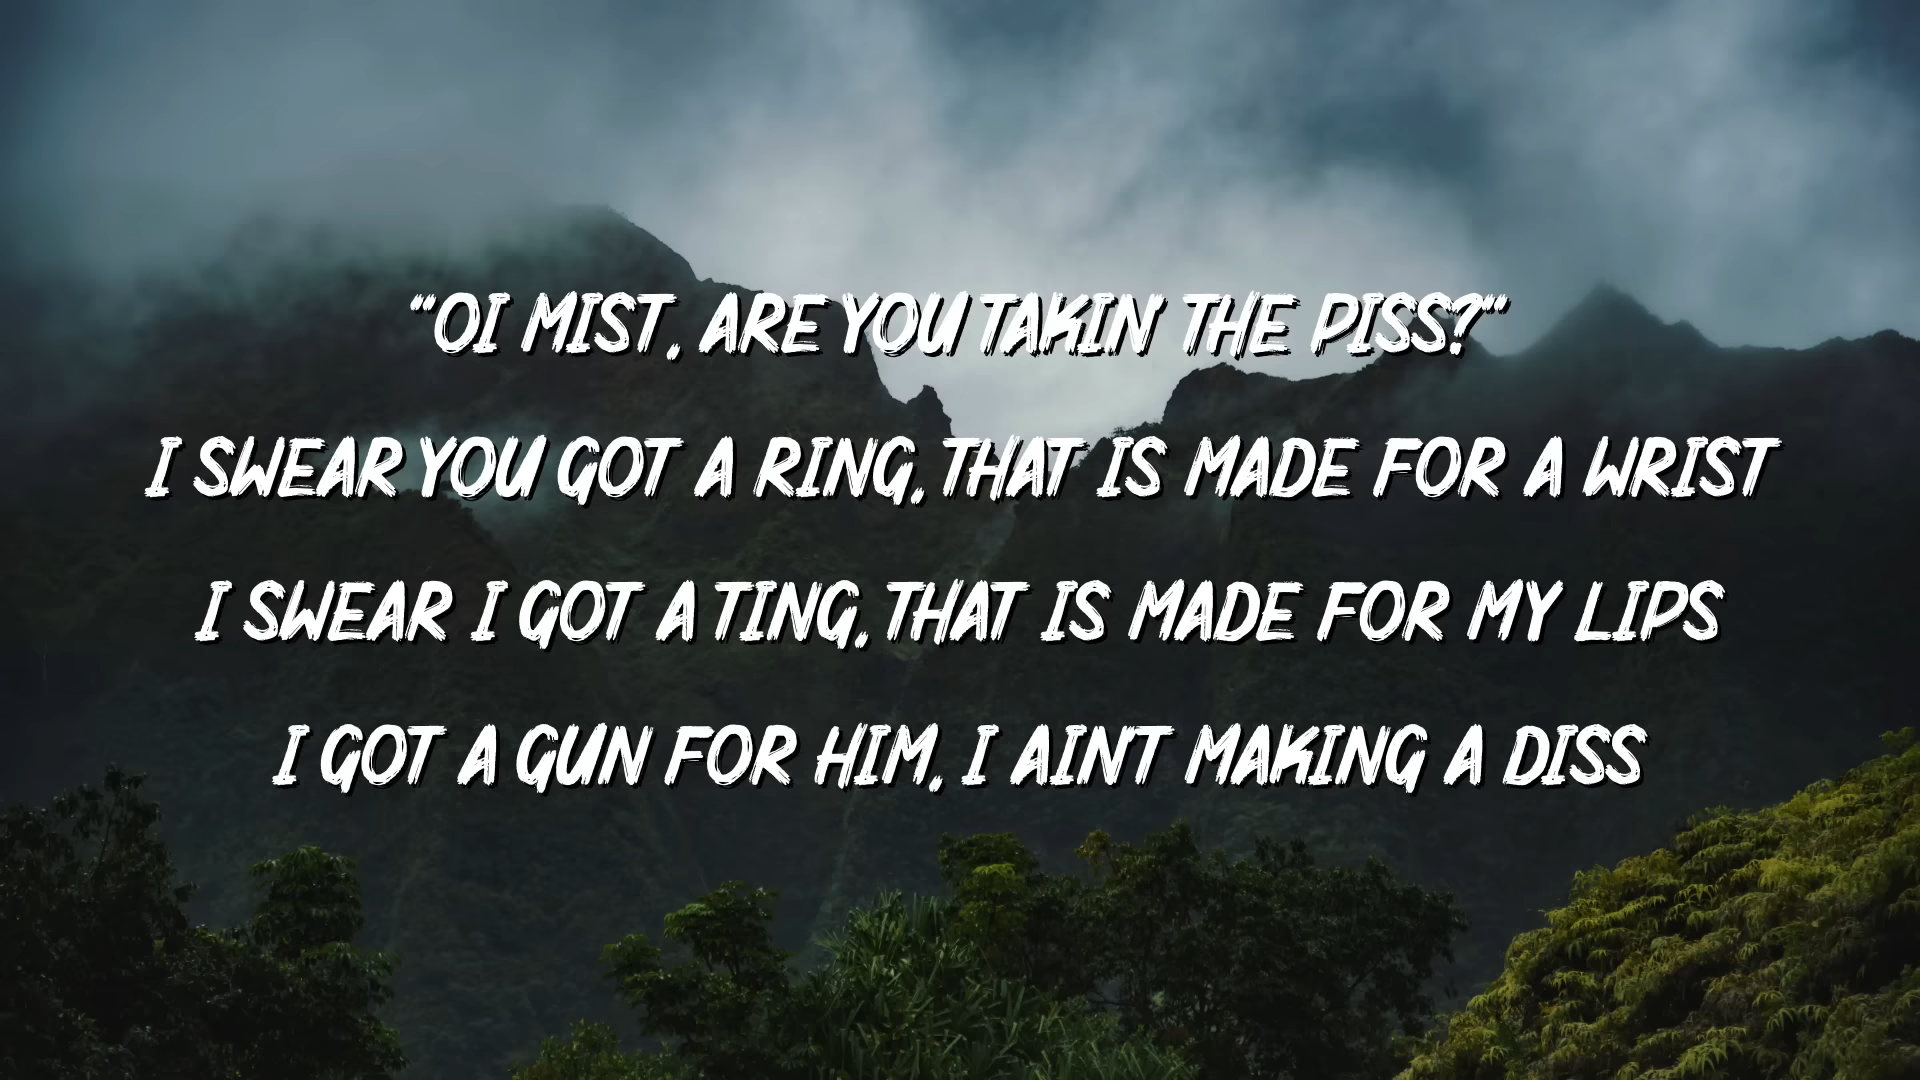 "OI MIST, ARE YOU TAKIN' THE PISS?"
I SWEAR YOU GOT A RING, THAT IS MADE FOR A WRIST
I SWEAR I GOT A TING, THAT IS MADE FOR MY LIPS
I GOT A GUN FOR HIM, I AIN'T MAKING A DISS